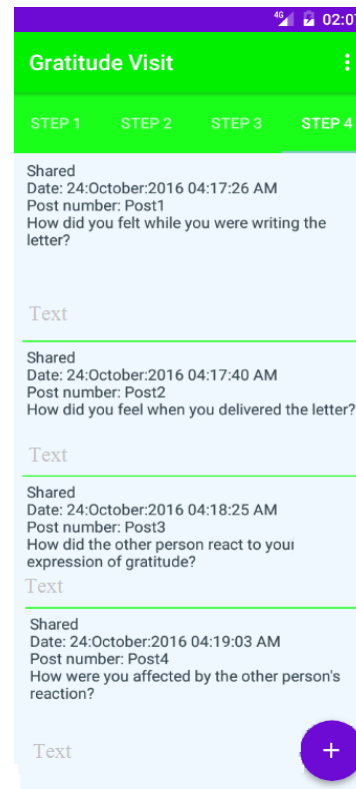 4G 02:07
Gratitude Visit
STEP 1 STEP 2 STEP 3 STEP 4
Shared
Date: 24:October:2016 04:17:26 AM
Post number: Post1
How did you felt while you were writing the
letter?
Text
Shared
Date: 24:October:2016 04:17:40 AM
Post number: Post2
How did you feel when you delivered the letter?
Text
Shared
Date: 24:October:2016 04:18:25 AM
Post number: Post3
How did the other person react to your
expression of gratitude?
Text
Shared
Date: 24:October:2016 04:19:03 AM
Post number: Post4
How were you affected by the other person's
reaction?
Text
+